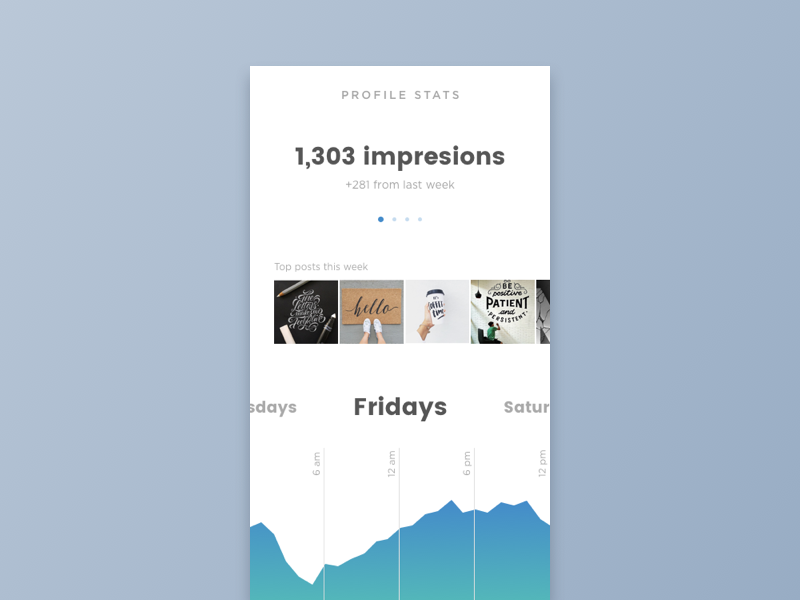 PROFILE STATS
1,303 impresions
+281 from last week
Top posts this week
hello
BE
positive
PATIENT
and
PERSISTENT.
sdays Fridays Satur
6 am 12 am 6 pm 12 pm